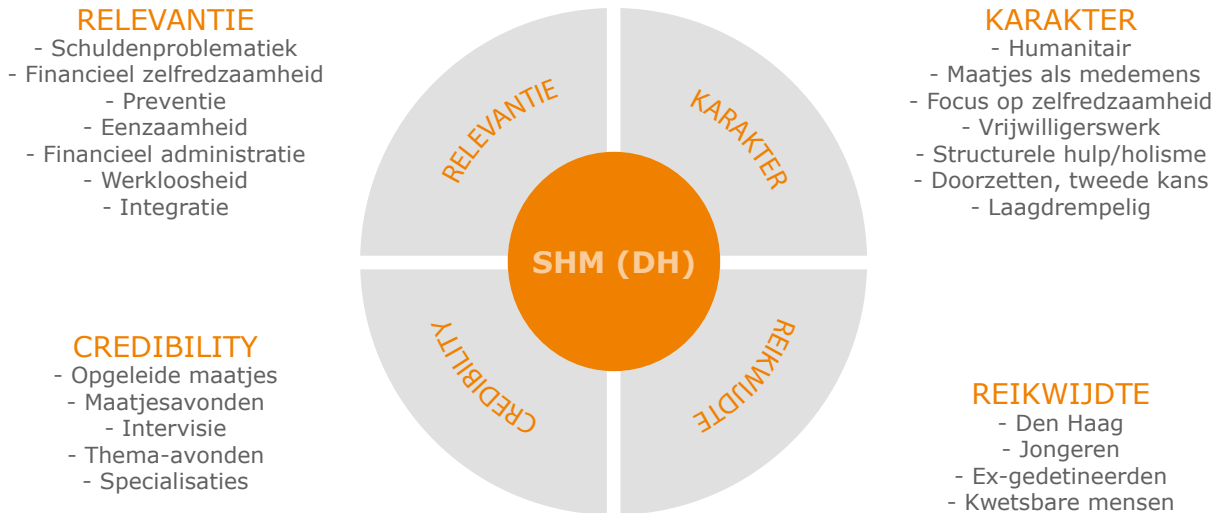 RELEVANTIE
- Schuldenproblematiek
- Financieel zelfredzaamheid
- Preventie
- Eenzaamheid
- Financieel administratie
- Werkloosheid
- Integratie
KARAKTER
- Humanitair
- Maatjes als medemens
- Focus op zelfredzaamheid
- Vrijwilligerswerk
- Structurele hulp/holisme
- Doorzetten, tweede kans
- Laagdrempelig
RELEVANTIE
KARAKTER
SHM (DH)
CREDIBILITY
REIKWIJDTE
CREDIBILITY
- Opgeleide maatjes
- Maatjesavonden
- Intervisie
- Thema-avonden
- Specialisaties
REIKWIJDTE
- Den Haag
- Jongeren
- Ex-gedetineerden
- Kwetsbare mensen